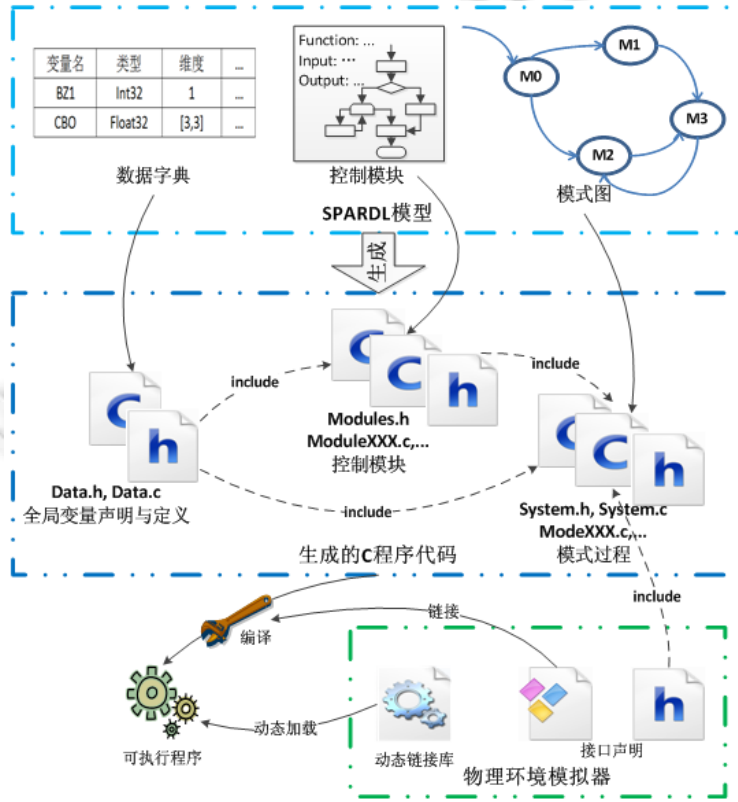 变量名 类型 维度 ...
BZ1 Int32 1 ...
CBO Float32 [3,3] ...
数据字典
Function: ...
Input: ...
Output: ...
控制模块
M0
M1
M2
M3
模式图
SPARDL模型
生成
C
h
include
C
C
h
Modules.h
ModuleXXX.c,...
控制模块
include
C
C
h
Data.h, Data.c
全局变量声明与定义
include
System.h, System.c
ModeXXX.c,...
模式过程
生成的C程序代码
include
编译
链接
可执行程序
动态加载
动态链接库
h
接口声明
物理环境模拟器